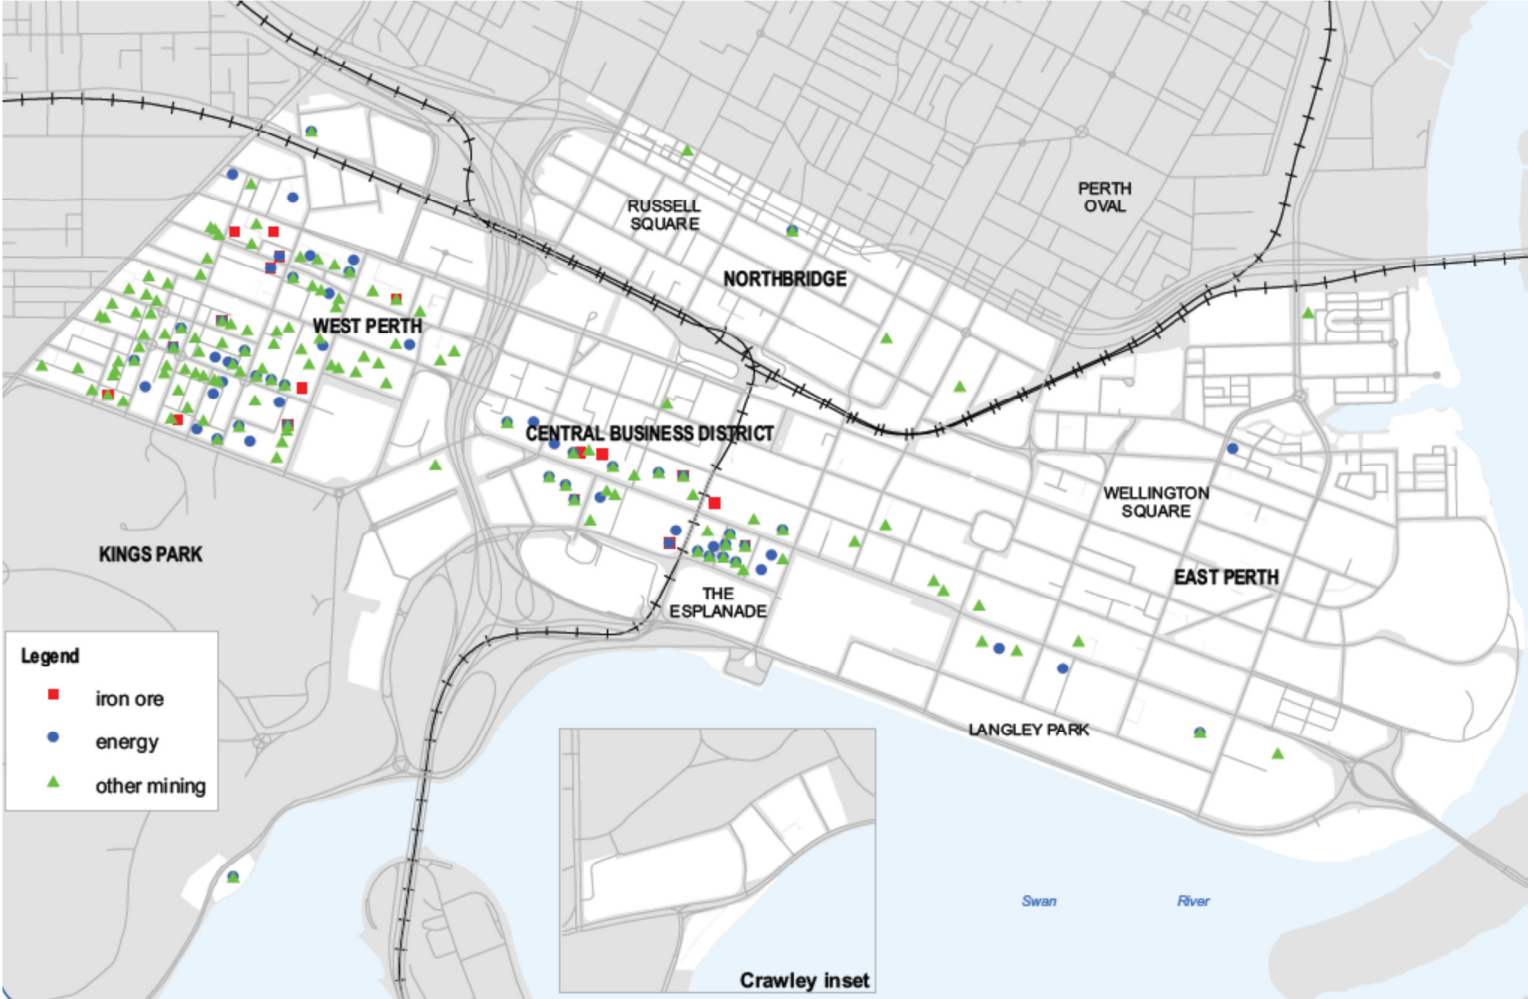 RUSSELL
SQUARE
PERTH
OVAL
NORTHBRIDGE
WEST PERTH
CENTRAL BUSINESS DISTRICT
WELLINGTON
SQUARE
KINGS PARK
EAST PERTH
THE
ESPLANADE
Legend
iron ore
energy
other mining
LANGLEY PARK
Swan River
Crawley inset